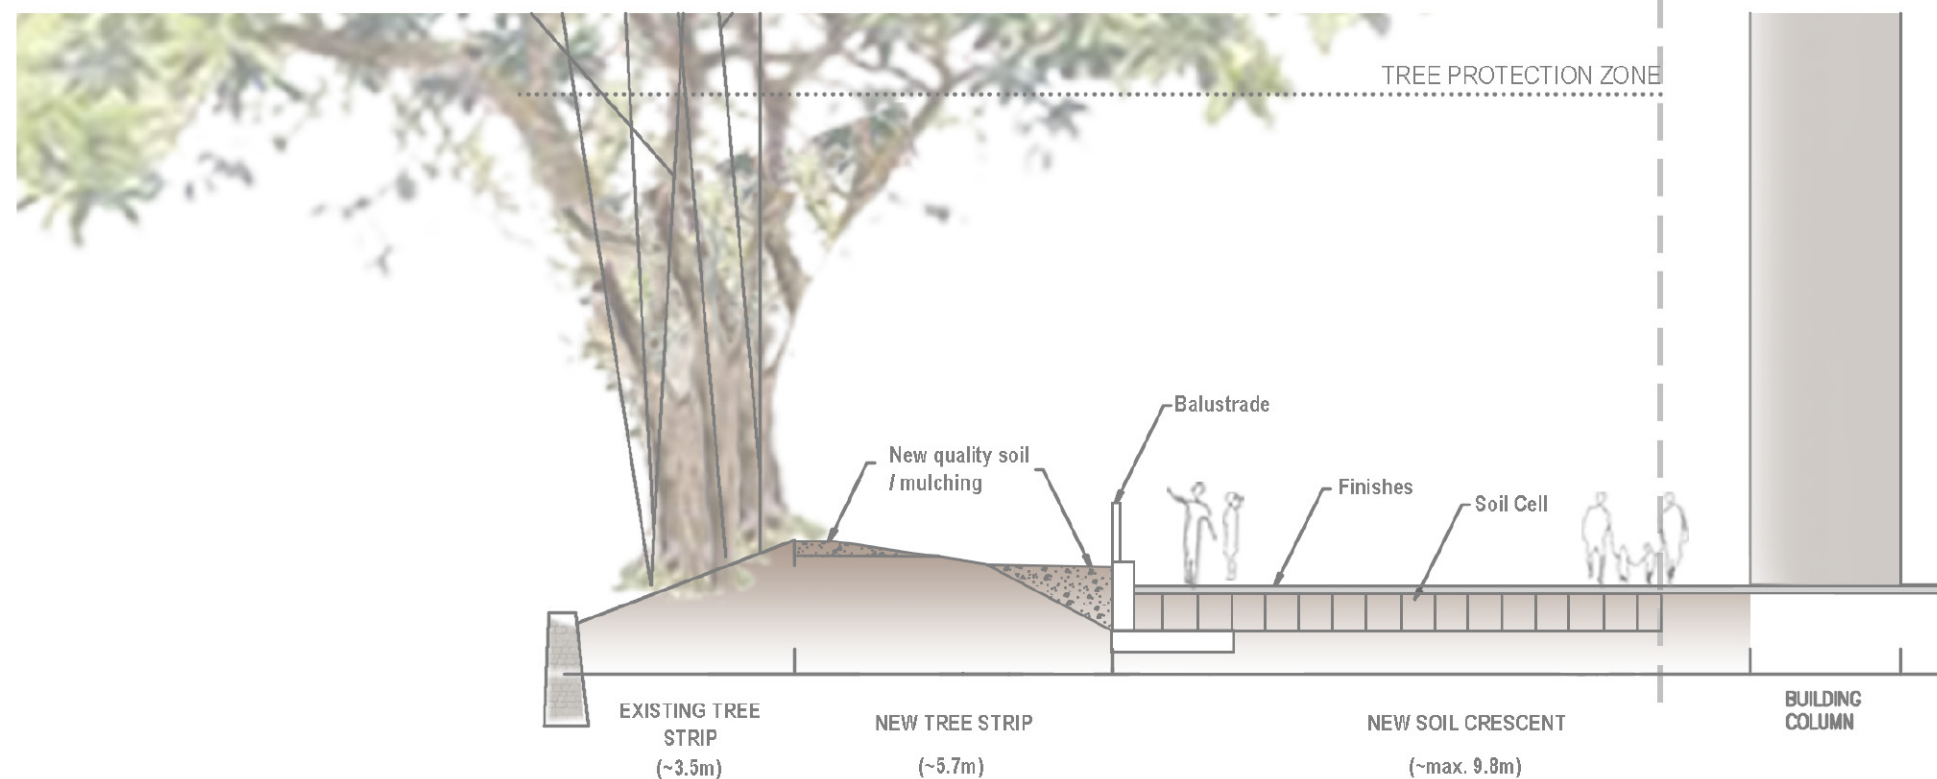 TREE PROTECTION ZONE
Balustrade
New quality soil
/ mulching
Finishes
Soil Cell
EXISTING TREE
STRIP
(~3.5m)
NEW TREE STRIP
(~5.7m)
NEW SOIL CRESCENT
(~max. 9.8m)
BUILDING
COLUMN